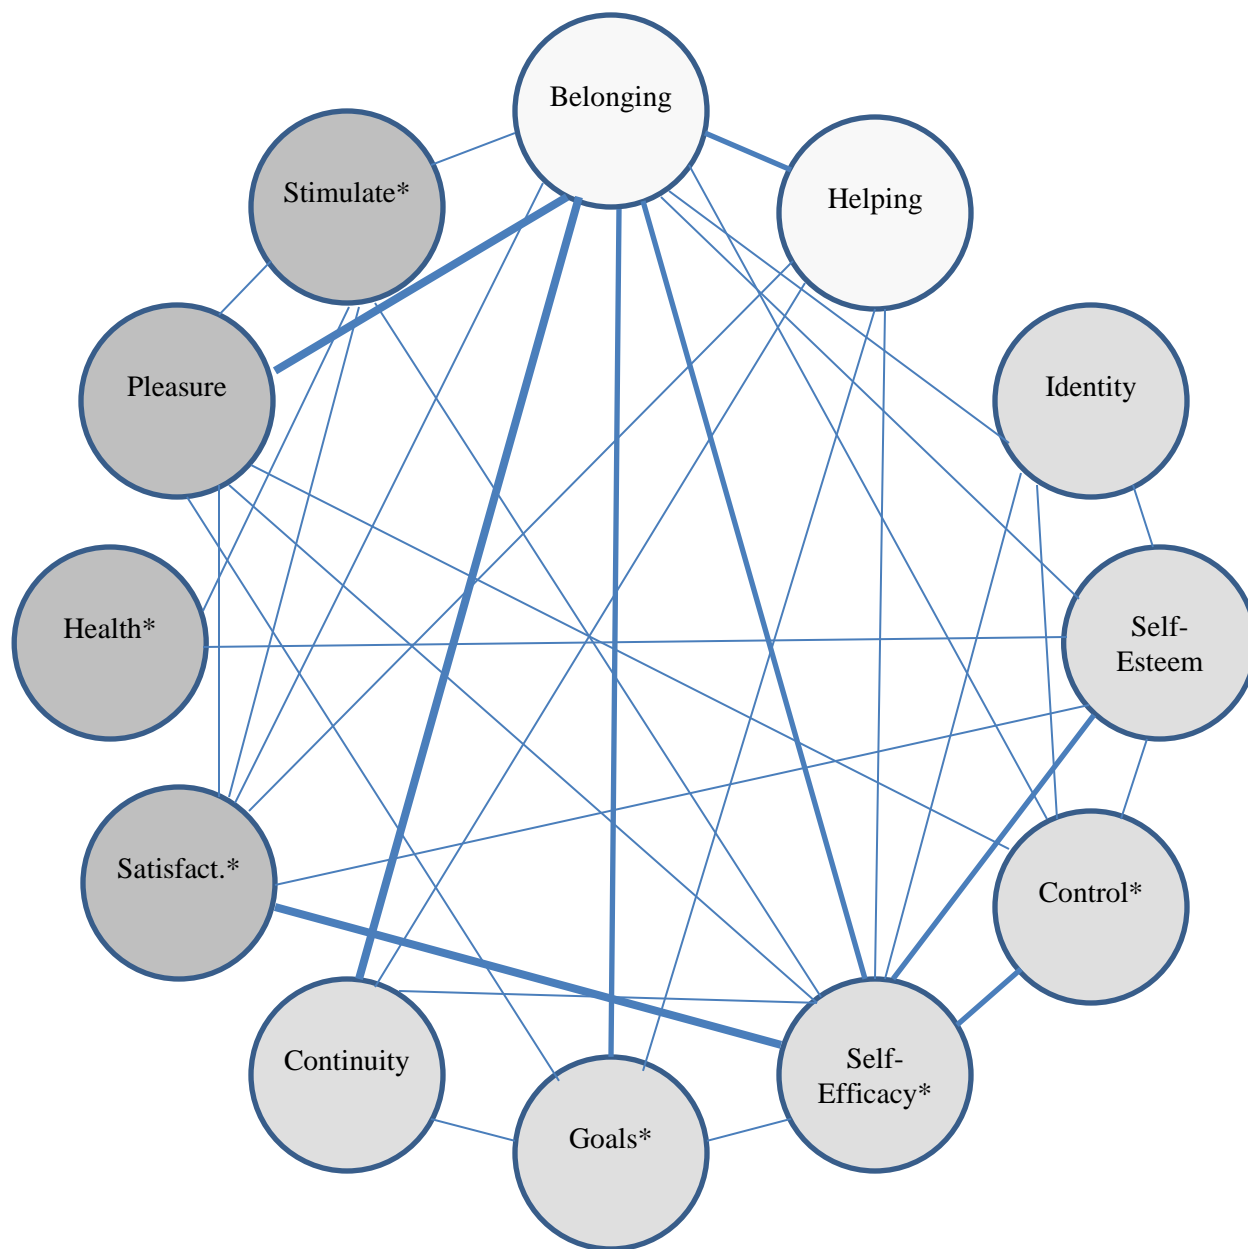 Belonging
Stimulate*
Helping
Pleasure
Identity
Health*
Self-
Esteem
Satisfact.*
Control*
Continuity
Self-
Efficacy*
Goals*